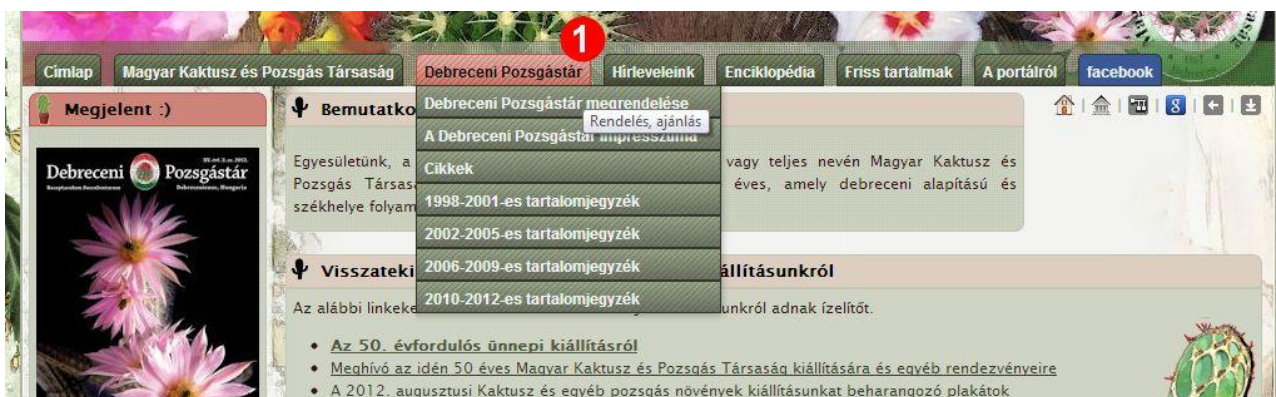 1
Címlap
Magyar Kaktusz és Pozsgás Társaság
Debreceni Pozsgástár
Hírleveleink
Enciklopédia
Friss tartalmak
A portálról
facebook
Debreceni Pozsgástár megrendelése
Rendelés, ajánlás
A Debreceni Pozsgástár impresszuma
Cikkek
1998-2001-es tartalomjegyzék
2002-2005-es tartalomjegyzék
2006-2009-es tartalomjegyzék
2010-2012-es tartalomjegyzék
Megjelent :)
Debreceni Pozsgástár
Debrecenienses, Hungaria
Bemutatko
8
Egyesületünk, a vagy teljes nevén Magyar Kaktusz és
Pozsgás Társas éves, amely debreceni alapítású és
székhelye folyam
Visszateki állításunkról
Az alábbi linkeke unkról adnak ízelítőt.
Az 50. évfordulós ünnepi kiállításról
Meghívó az idén 50 éves Magyar Kaktusz és Pozsgás Társaság kiállítására és egyéb rendezvényeire
A 2012. augusztusi Kaktusz és egyéb pozsgás növények kiállításunkat beharangozó plakátok